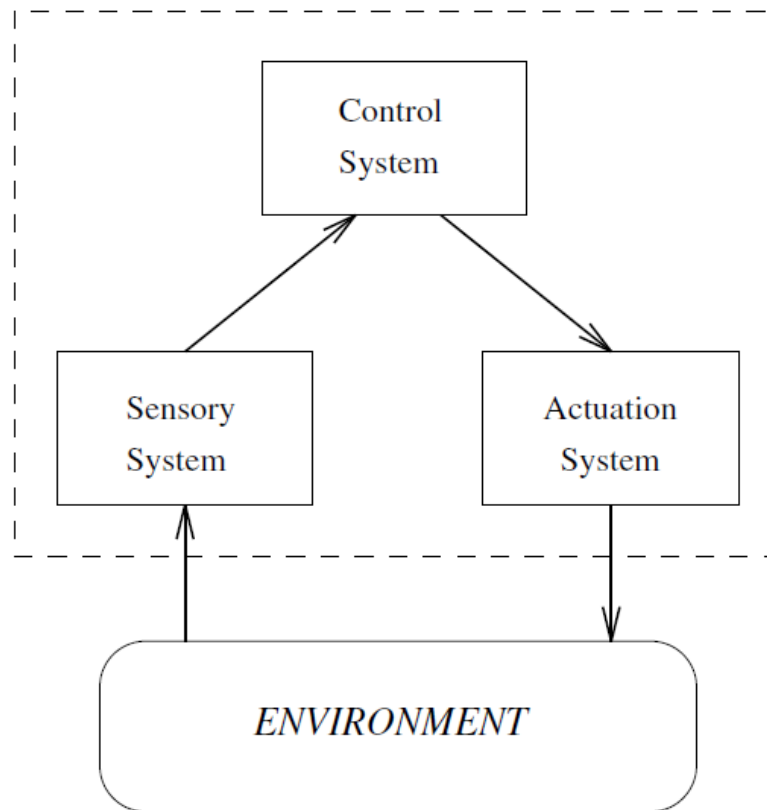 Control
System
Sensory
System
Actuation
System
ENVIRONMENT